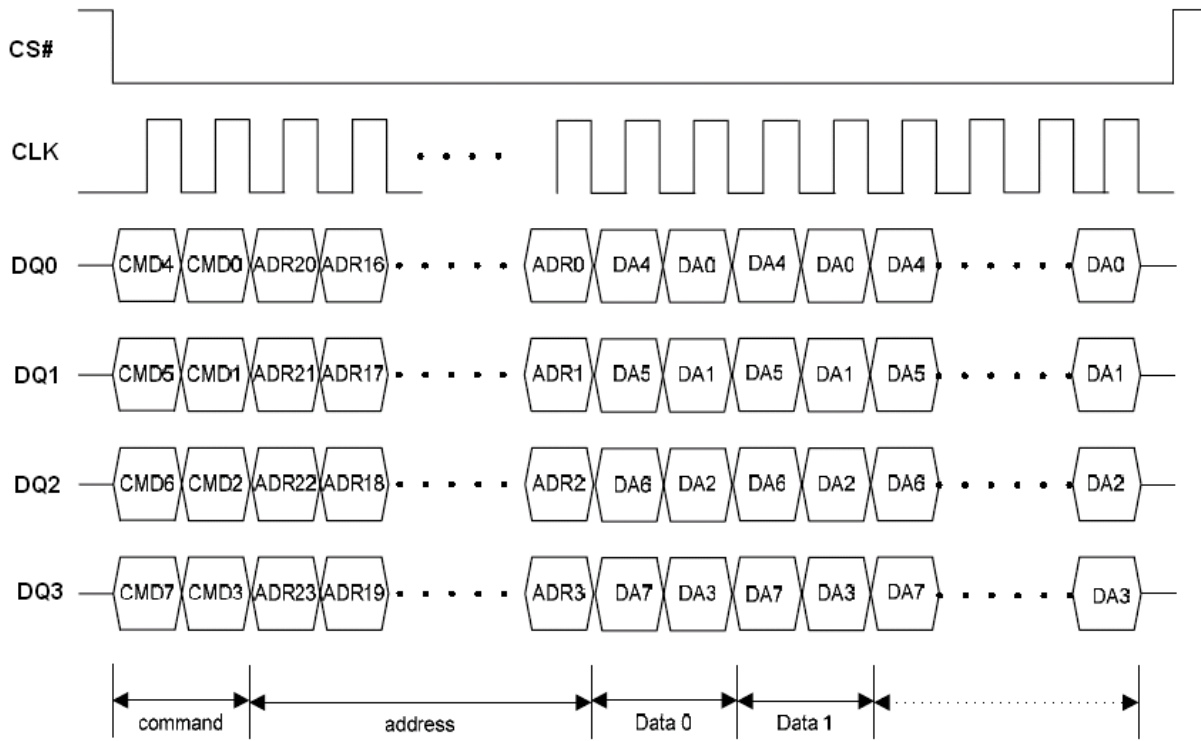 CS#
CLK
DQ0 CMD4 CMD0 ADR20 ADR16 ADR0 DA4 DA0 DA4 DA0 DA4 DA0
DQ1 CMD5 CMD1 ADR21 ADR17 ADR1 DA5 DA1 DA5 DA1 DA5 DA1
DQ2 CMD6 CMD2 ADR22 ADR18 ADR2 DA6 DA2 DA6 DA2 DA6 DA2
DQ3 CMD7 CMD3 ADR23 ADR19 ADR3 DA7 DA3 DA7 DA3 DA7 DA3
command address Data 0 Data 1